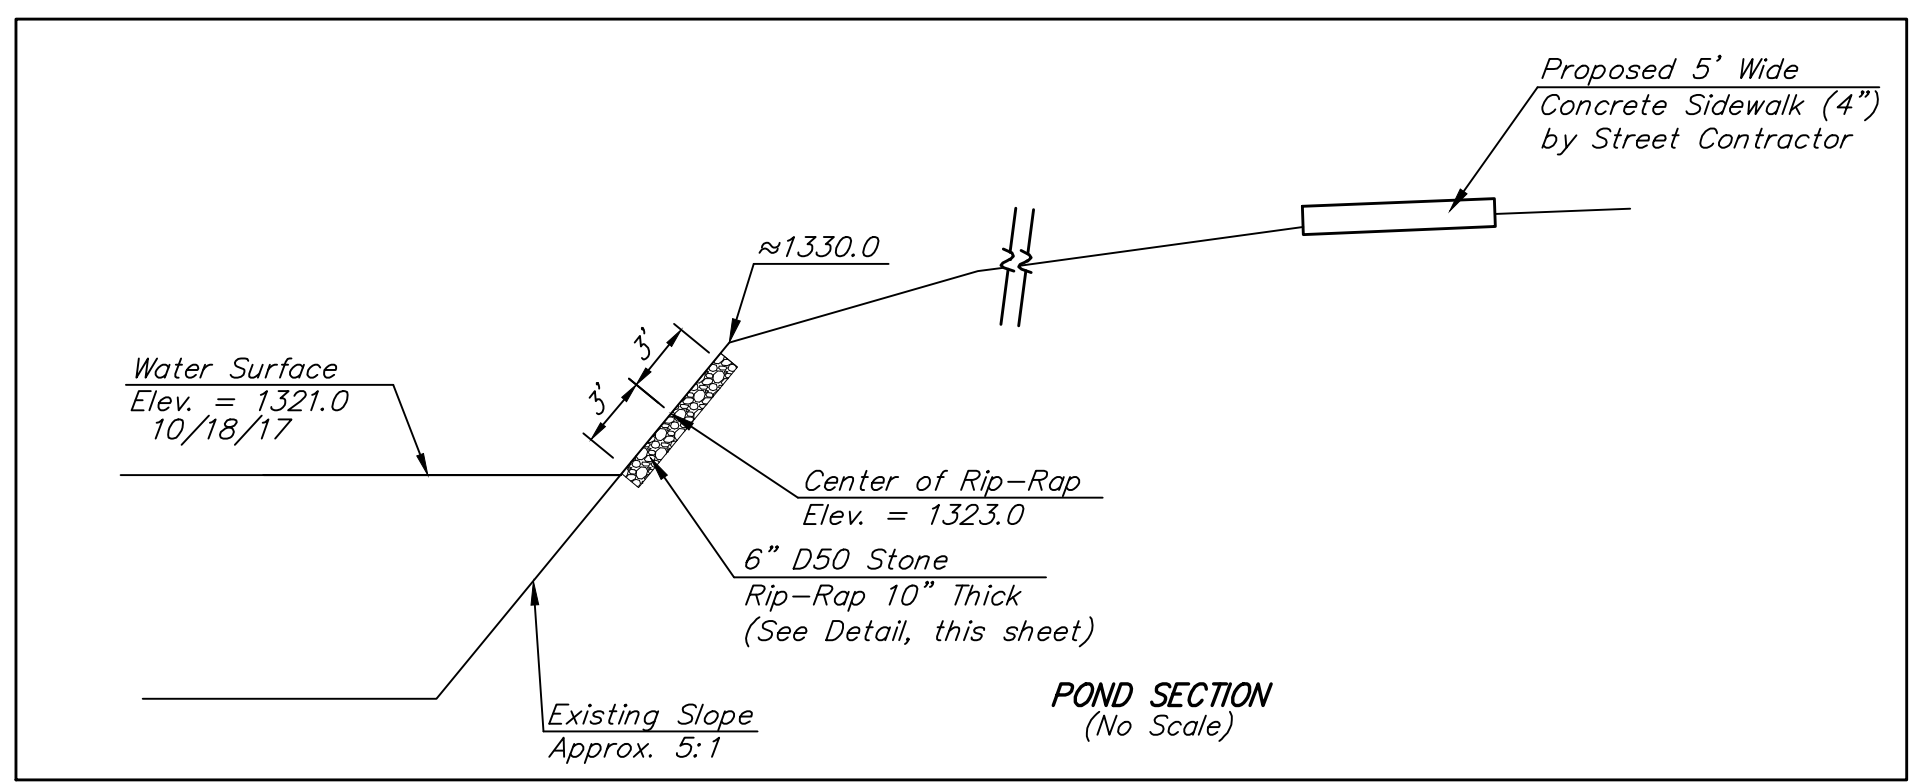 Proposed 5' Wide
Concrete Sidewalk (4")
by Street Contractor
≈1330.0
3'
3'
Water Surface
Elev. = 1321.0
10/18/17
Center of Rip-Rap
Elev. = 1323.0
6" D50 Stone
Rip-Rap 10" Thick
(See Detail, this sheet)
Existing Slope
Approx. 5:1
POND SECTION
(No Scale)